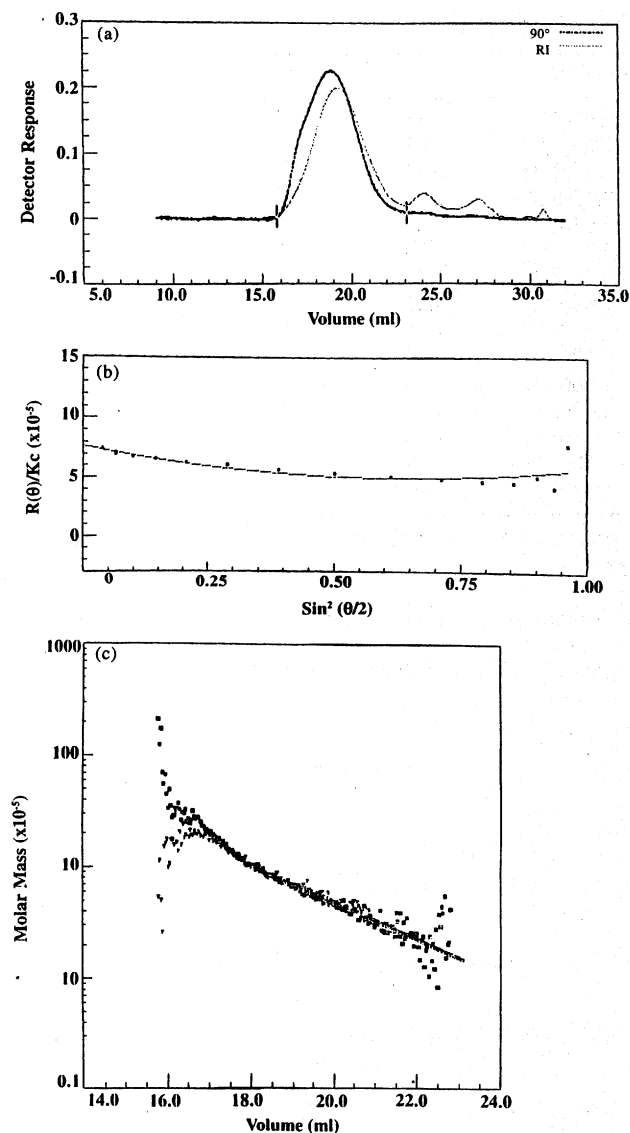 0.3
(a)
90°
RI
0.2
0.1
0
-0.1
Detector Response
5.0 10.0 15.0 20.0 25.0 30.0 35.0
Volume (ml)
15
(b)
10
5
0
R(θ)/Kc (x10⁻⁵)
0 0.25 0.50 0.75 1.00
Sin² (θ/2)
1000
(c)
100
10
10
0.1
Molar Mass (x10⁻⁵)
14.0 16.0 18.0 20.0 22.0 24.0
Volume (ml)